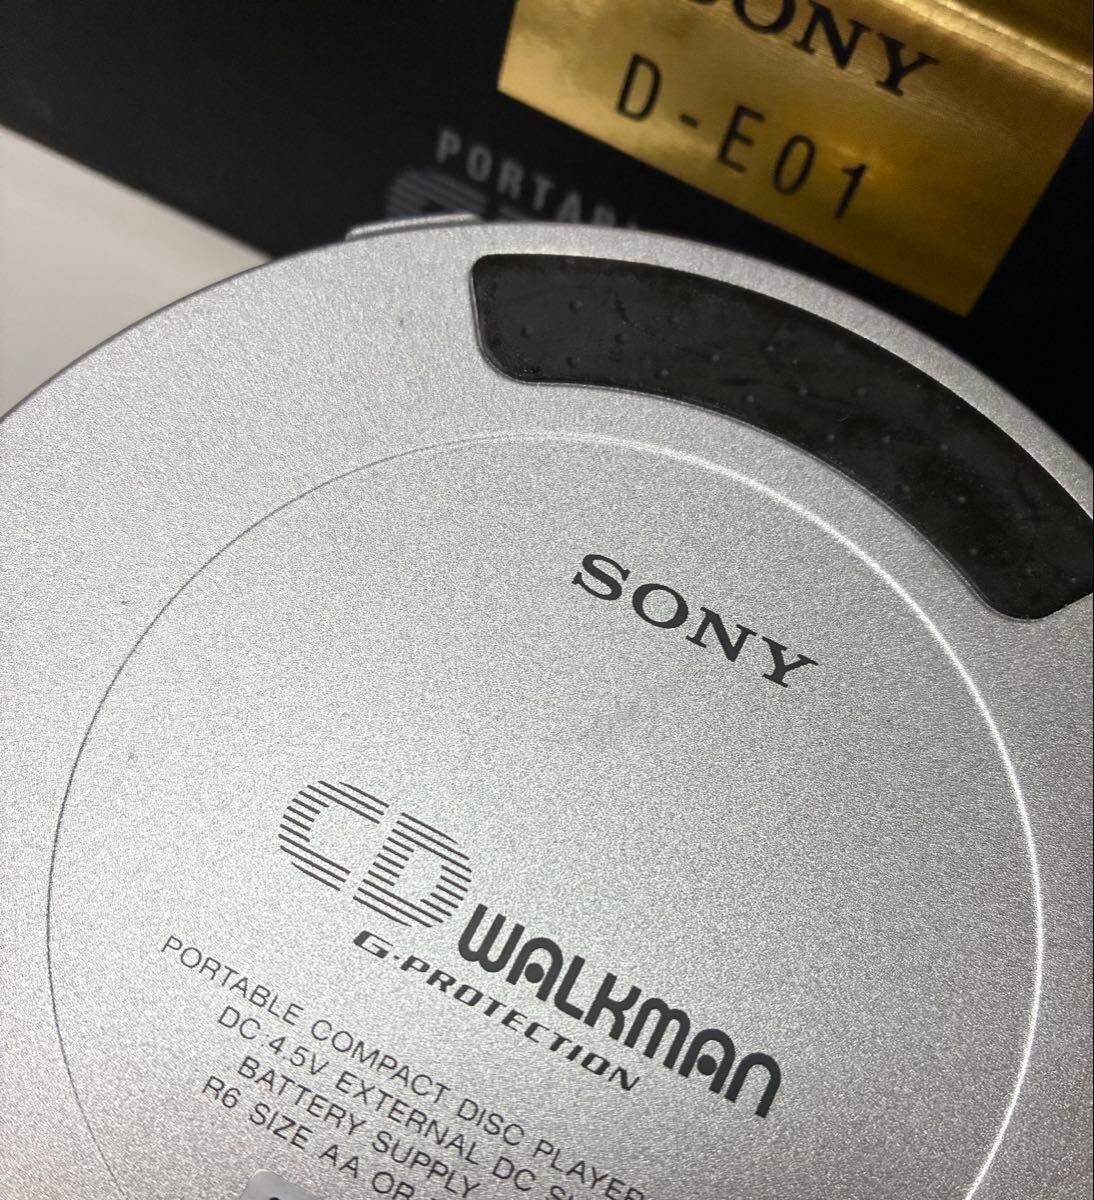 SONY
D-E01
SONY
CD WALKMAN
G·PROTECTION
PORTABLE COMPACT DISC PLAYER
DC 4.5V EXTERNAL DC
BATTERY SUPPLY
R6 SIZE AA OR